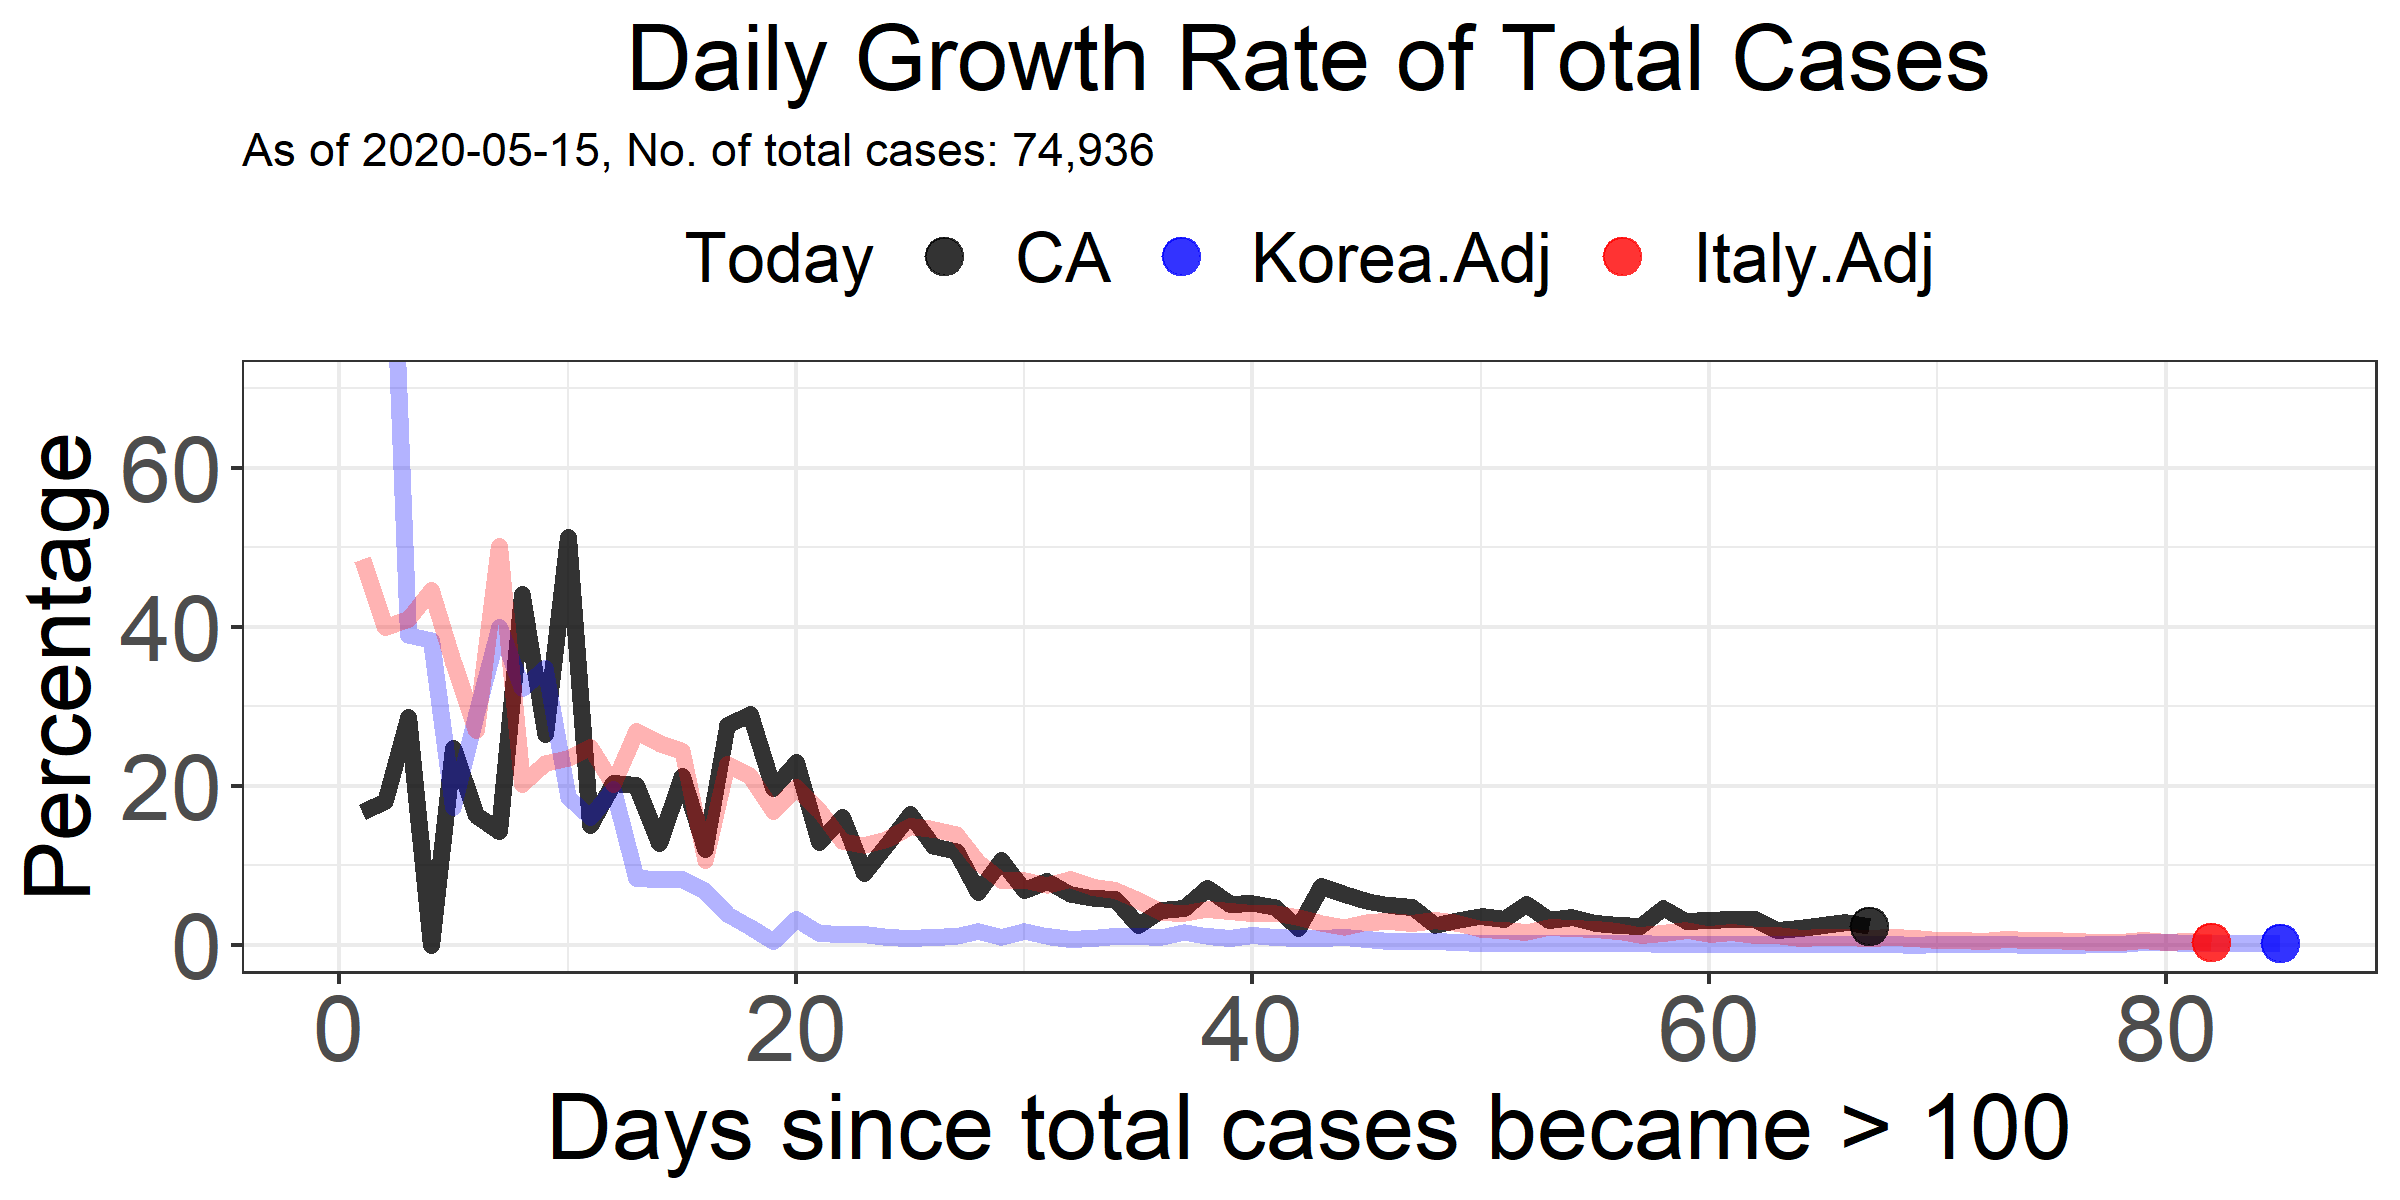 Daily Growth Rate of Total Cases
As of 2020-05-15, No. of total cases: 74,936
Today CA Korea.Adj Italy.Adj
Percentage
60
40
20
0
0 20 40 60 80
Days since total cases became > 100